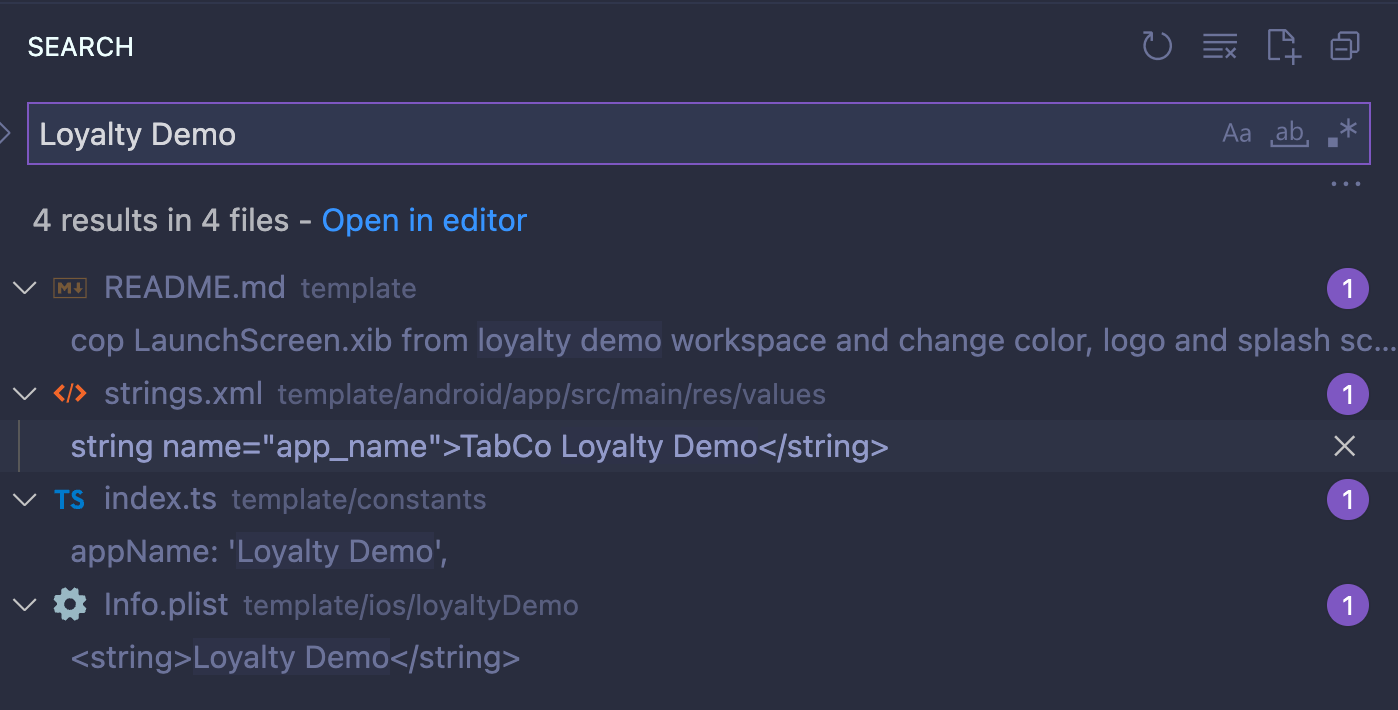 SEARCH
Loyalty Demo Aa ab .*
...
4 results in 4 files - Open in editor
M↓ README.md template 1
cop LaunchScreen.xib from loyalty demo workspace and change color, logo and splash sc...
</> strings.xml template/android/app/src/main/res/values 1
string name="app_name">TabCo Loyalty Demo</string>
TS index.ts template/constants 1
appName: 'Loyalty Demo',
Info.plist template/ios/loyaltyDemo 1
<string>Loyalty Demo</string>